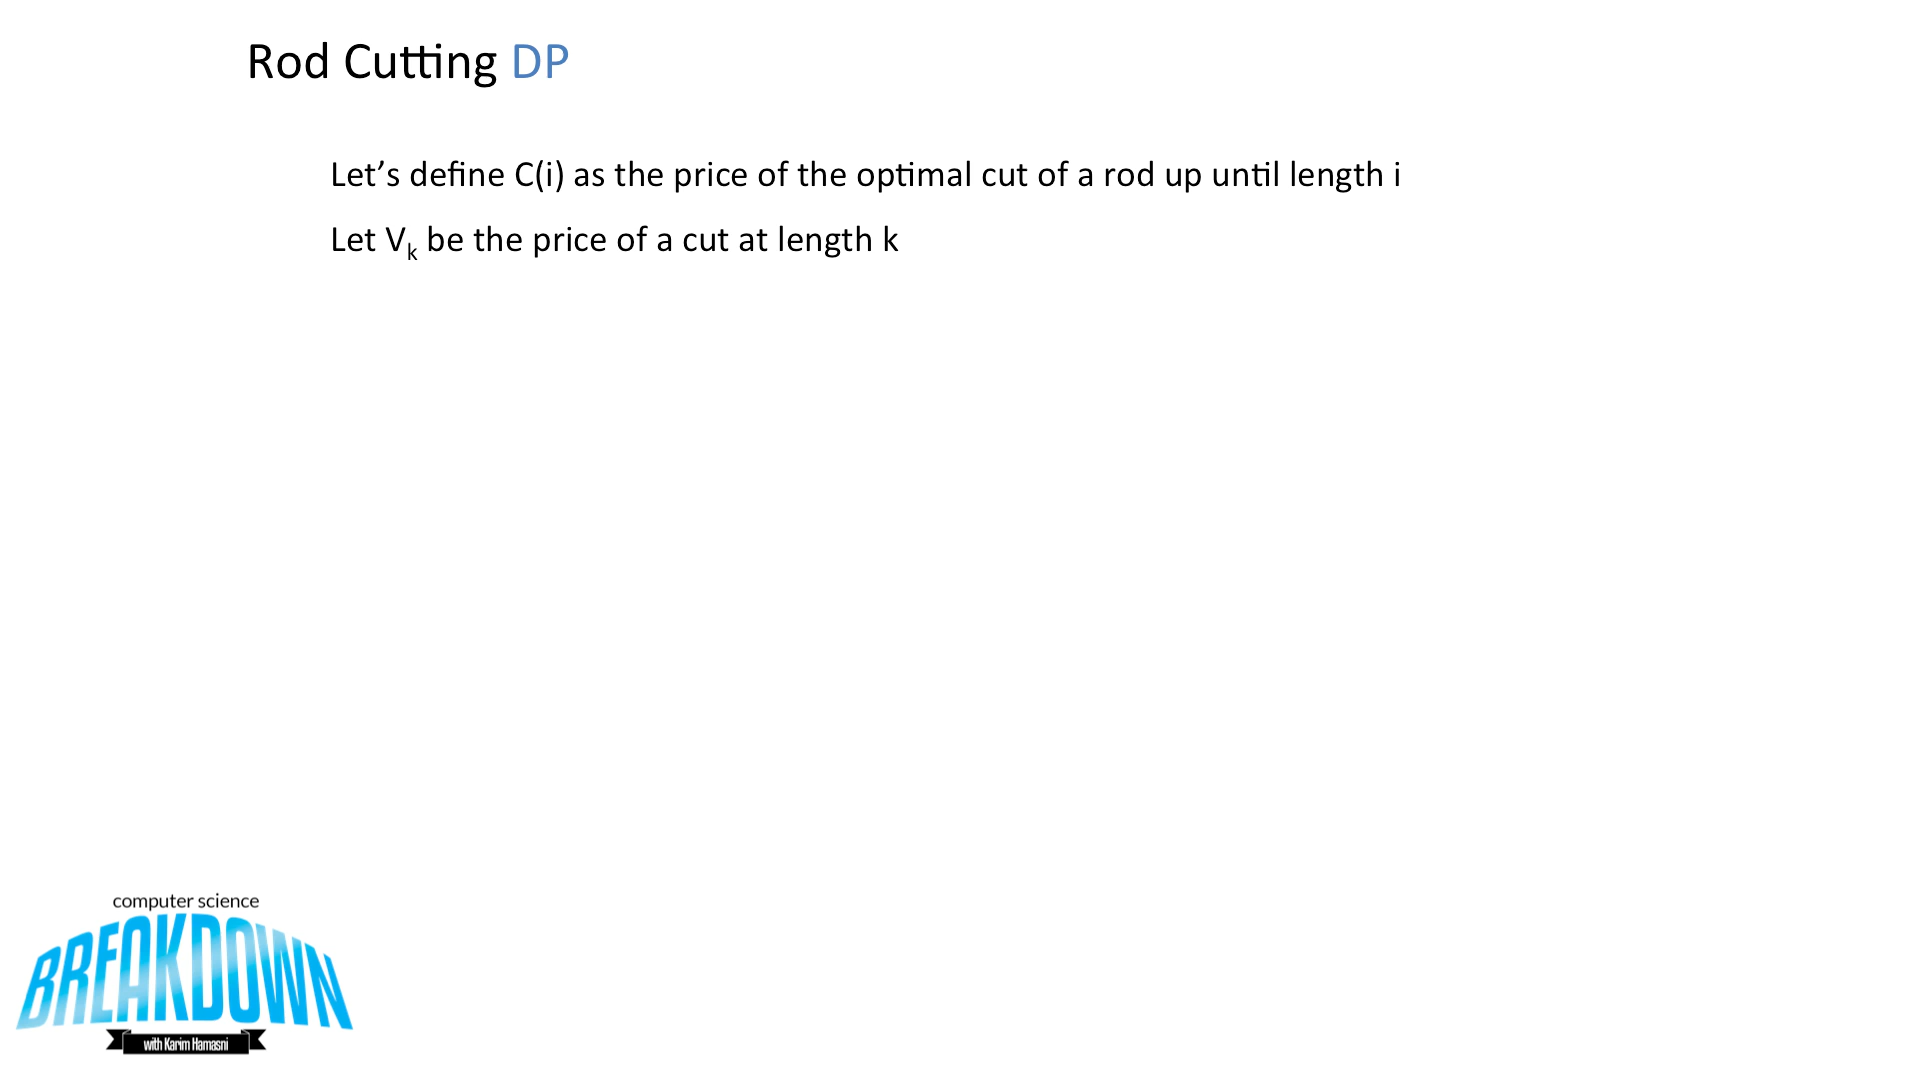 Rod Cutting DP
Let’s define C(i) as the price of the optimal cut of a rod up until length i
Let Vk be the price of a cut at length k
computer science
BREAKDOWN
with Karim Hamasni